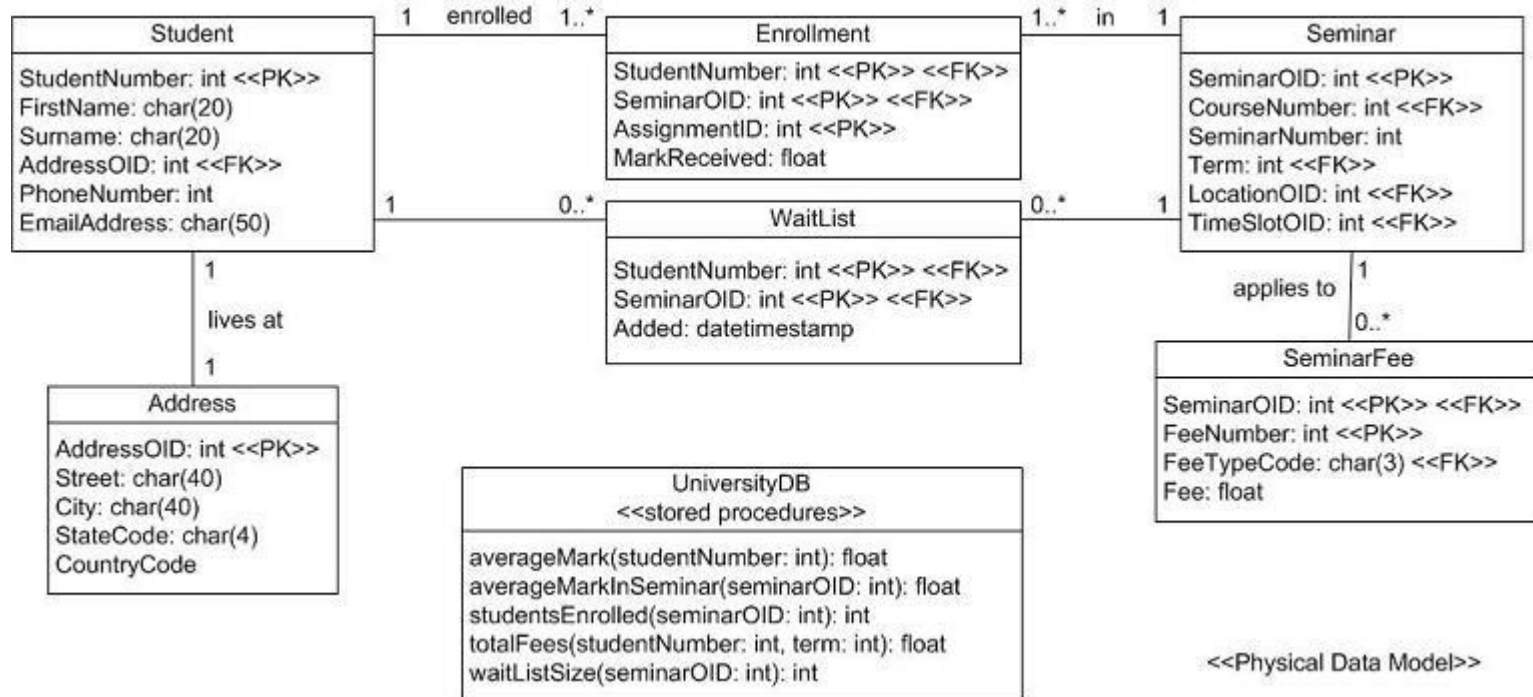 1 enrolled 1..*
1..* in 1
Student
StudentNumber: int <<PK>>
FirstName: char(20)
Surname: char(20)
AddressOID: int <<FK>>
PhoneNumber: int
EmailAddress: char(50)
Enrollment
StudentNumber: int <<PK>> <<FK>>
SeminarOID: int <<PK>> <<FK>>
AssignmentID: int <<PK>>
MarkReceived: float
Seminar
SeminarOID: int <<PK>>
CourseNumber: int <<FK>>
SeminarNumber: int
Term: int <<FK>>
LocationOID: int <<FK>>
TimeSlotOID: int <<FK>>
1 0..*
0..* 1
WaitList
StudentNumber: int <<PK>> <<FK>>
SeminarOID: int <<PK>> <<FK>>
Added: datetimestamp
1
lives at
1
1
applies to
0..*
Address
AddressOID: int <<PK>>
Street: char(40)
City: char(40)
StateCode: char(4)
CountryCode
SeminarFee
SeminarOID: int <<PK>> <<FK>>
FeeNumber: int <<PK>>
FeeTypeCode: char(3) <<FK>>
Fee: float
UniversityDB
<<stored procedures>>
averageMark(studentNumber: int): float
averageMarkInSeminar(seminarOID: int): float
studentsEnrolled(seminarOID: int): int
totalFees(studentNumber: int, term: int): float
waitListSize(seminarOID: int): int
<<Physical Data Model>>